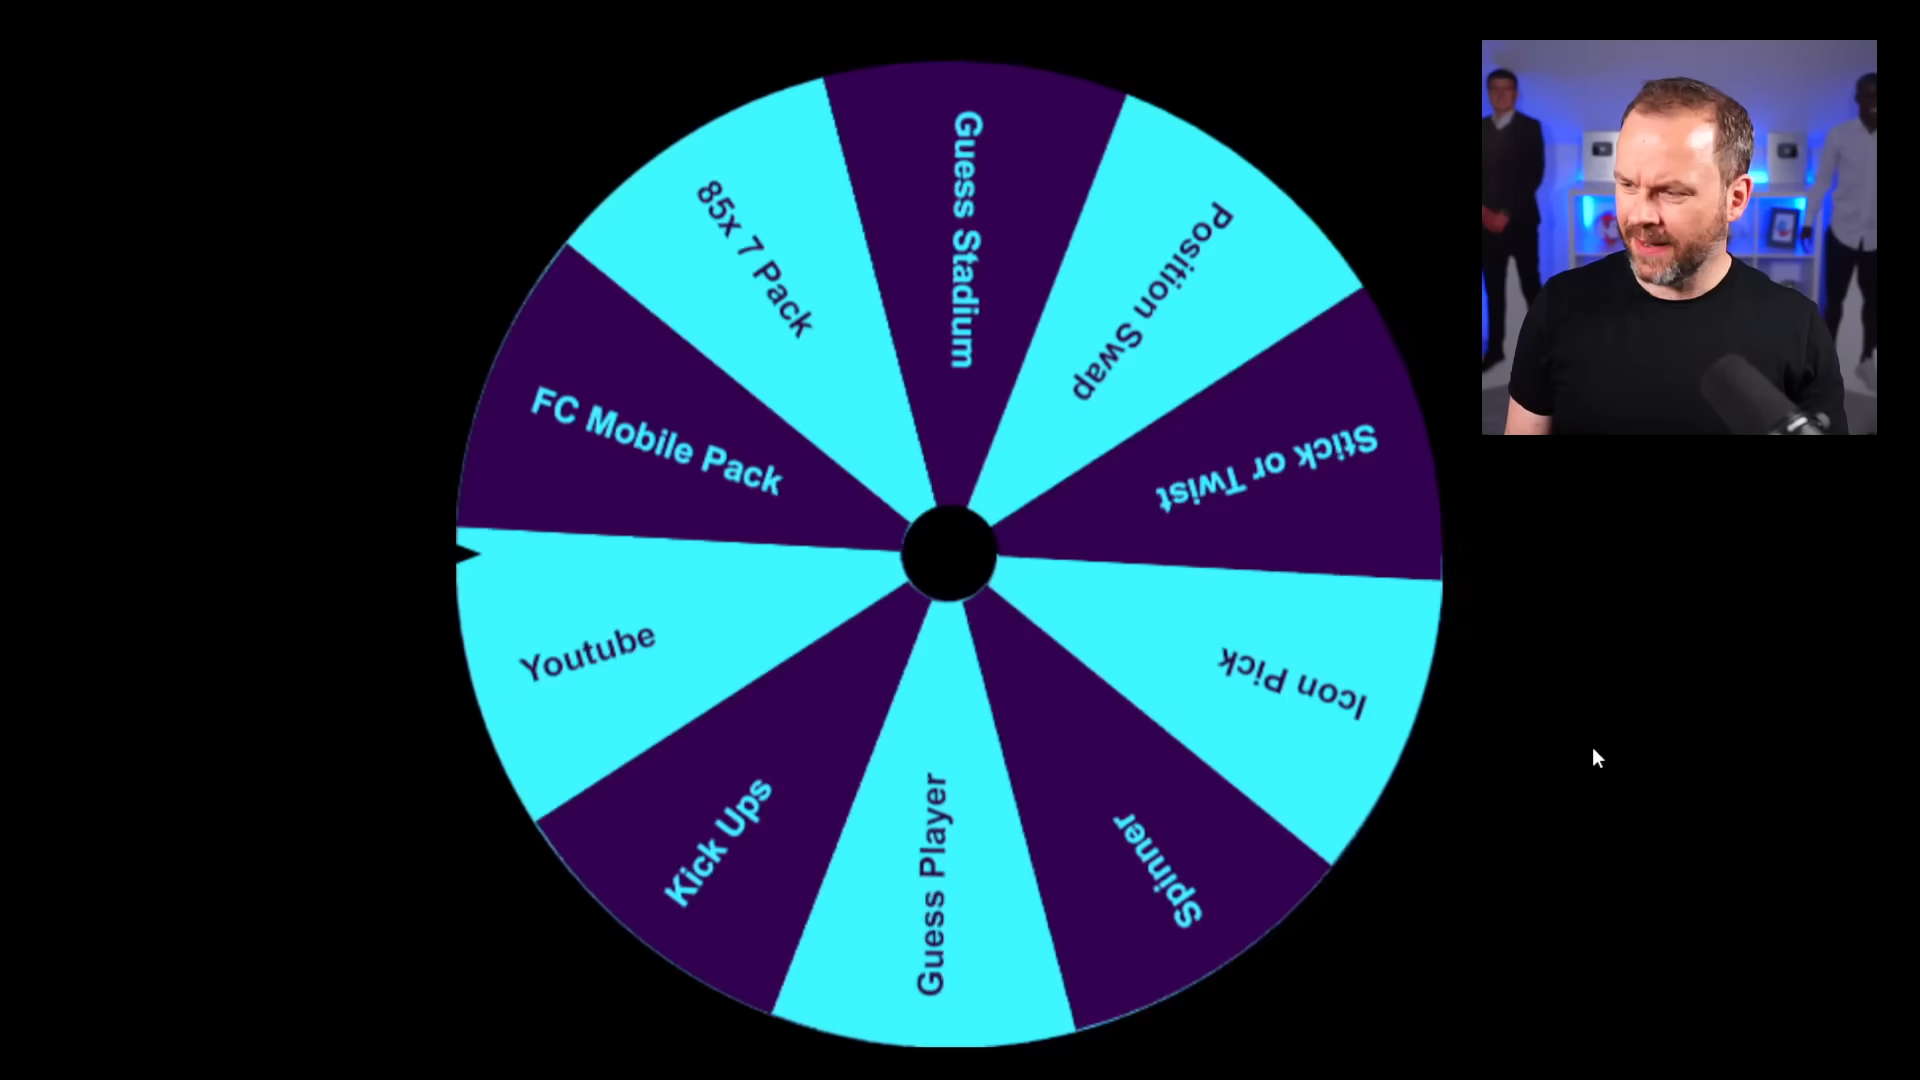 Guess Stadium
Position Swap
Stick or Twist
Icon Pick
Spinner
Guess Player
Kick Ups
Youtube
FC Mobile Pack
85x 7 Pack